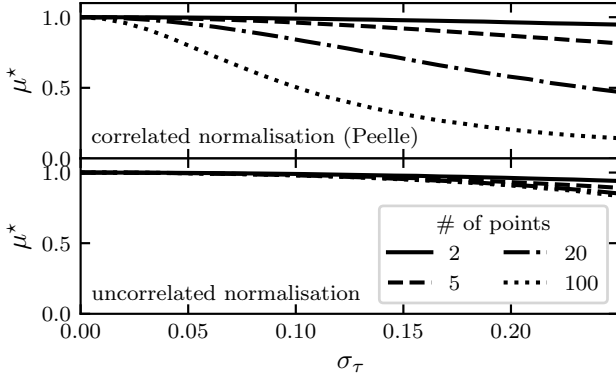 1.0
0.5
μ*
correlated normalisation (Peelle)
0.0
1.0
0.5
μ*
# of points
2
20
5
100
uncorrelated normalisation
0.0
0.00
0.05
0.10
0.15
0.20
σ_τ